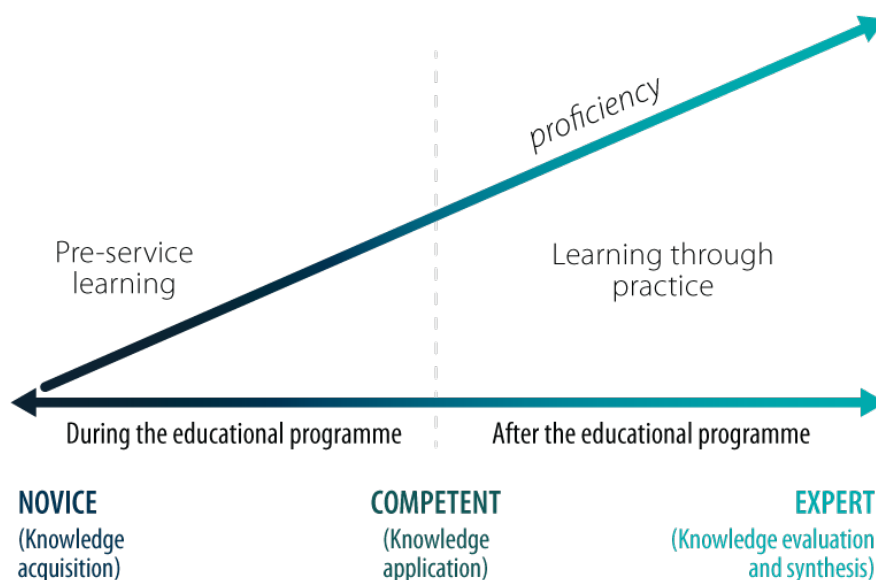 proficiency
Pre-service
learning
Learning through
practice
During the educational programme
After the educational programme
NOVICE
(Knowledge
acquisition)
COMPETENT
(Knowledge
application)
EXPERT
(Knowledge evaluation
and synthesis)